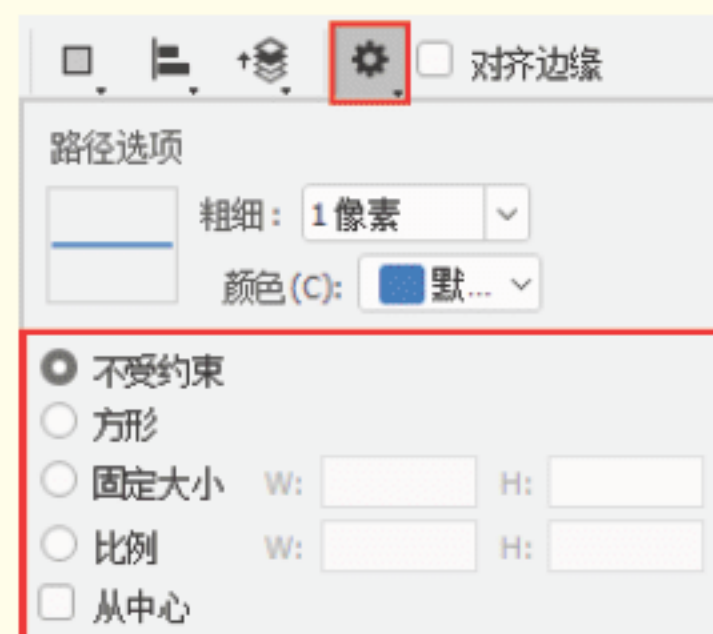 对齐边缘
路径选项
粗细： 1 像素
颜色(C): 默...
不受约束
方形
固定大小 W: H:
比例 W: H:
从中心